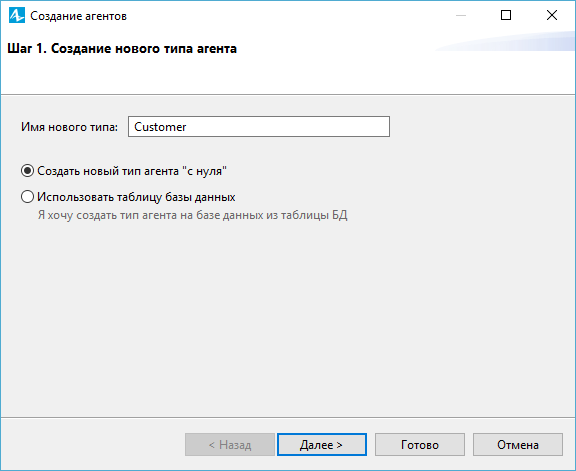 Создание агентов
Шаг 1. Создание нового типа агента
Имя нового типа: Customer
Создать новый тип агента "с нуля"
Использовать таблицу базы данных
Я хочу создать тип агента на базе данных из таблицы БД
< Назад Далее > Готово Отмена